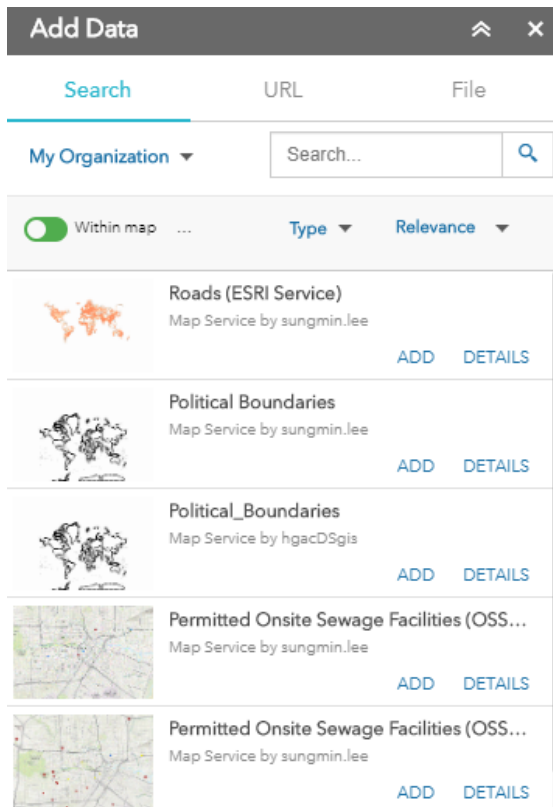 Add Data
Search URL File
My Organization Search...
Within map ... Type Relevance
Roads (ESRI Service)
Map Service by sungmin.lee
ADD DETAILS
Political Boundaries
Map Service by sungmin.lee
ADD DETAILS
Political_Boundaries
Map Service by hgacDSgis
ADD DETAILS
Permitted Onsite Sewage Facilities (OSS...
Map Service by sungmin.lee
ADD DETAILS
Permitted Onsite Sewage Facilities (OSS...
Map Service by sungmin.lee
ADD DETAILS